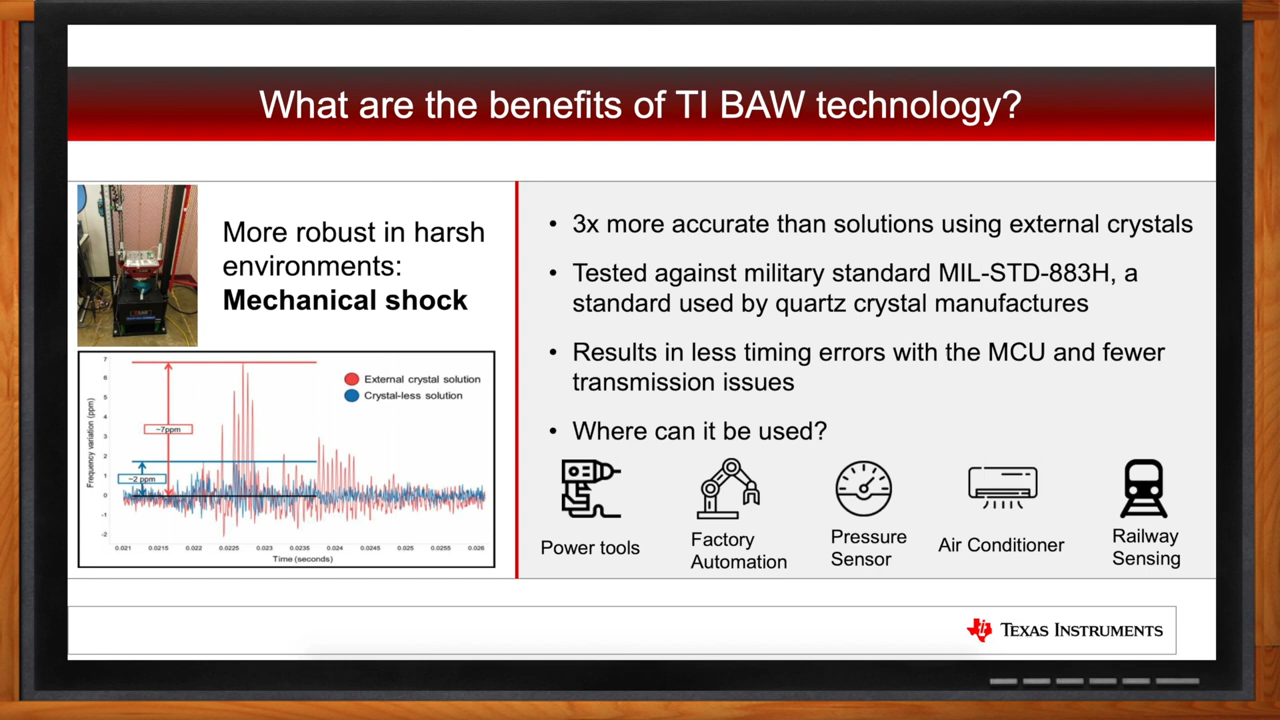 What are the benefits of TI BAW technology?
More robust in harsh
environments:
Mechanical shock
Frequency variation (ppm)
7
6
5
4
3
2
1
0
-1
-2
~7ppm
~2 ppm
External crystal solution
Crystal-less solution
0.021 0.0215 0.022 0.0225 0.023 0.0235 0.024 0.0245 0.025 0.0255 0.026
Time (seconds)
• 3x more accurate than solutions using external crystals
• Tested against military standard MIL-STD-883H, a
standard used by quartz crystal manufactures
• Results in less timing errors with the MCU and fewer
transmission issues
• Where can it be used?
Power tools
Factory
Automation
Pressure
Sensor
Air Conditioner
Railway
Sensing
TEXAS INSTRUMENTS